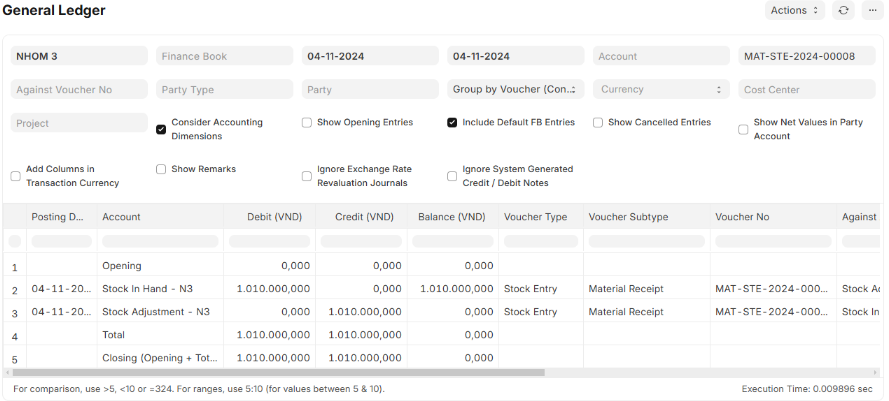 General Ledger
Actions
NHOM 3 Finance Book 04-11-2024 04-11-2024 Account MAT-STE-2024-00008
Against Voucher No Party Type Party Group by Voucher (Con... Currency Cost Center
Project
Consider Accounting Dimensions
Show Opening Entries
Include Default FB Entries
Show Cancelled Entries
Show Net Values in Party Account
Add Columns in Transaction Currency
Show Remarks
Ignore Exchange Rate Revaluation Journals
Ignore System Generated Credit / Debit Notes
Posting D... Account Debit (VND) Credit (VND) Balance (VND) Voucher Type Voucher Subtype Voucher No Against
1 Opening 0,000 0,000 0,000
2 04-11-20... Stock In Hand - N3 1.010.000,000 0,000 1.010.000,000 Stock Entry Material Receipt MAT-STE-2024-000... Stock Ad
3 04-11-20... Stock Adjustment - N3 0,000 1.010.000,000 0,000 Stock Entry Material Receipt MAT-STE-2024-000... Stock In
4 Total 1.010.000,000 1.010.000,000 0,000
5 Closing (Opening + Tot... 1.010.000,000 1.010.000,000 0,000
For comparison, use >5, <10 or =324. For ranges, use 5:10 (for values between 5 & 10). Execution Time: 0.009896 sec